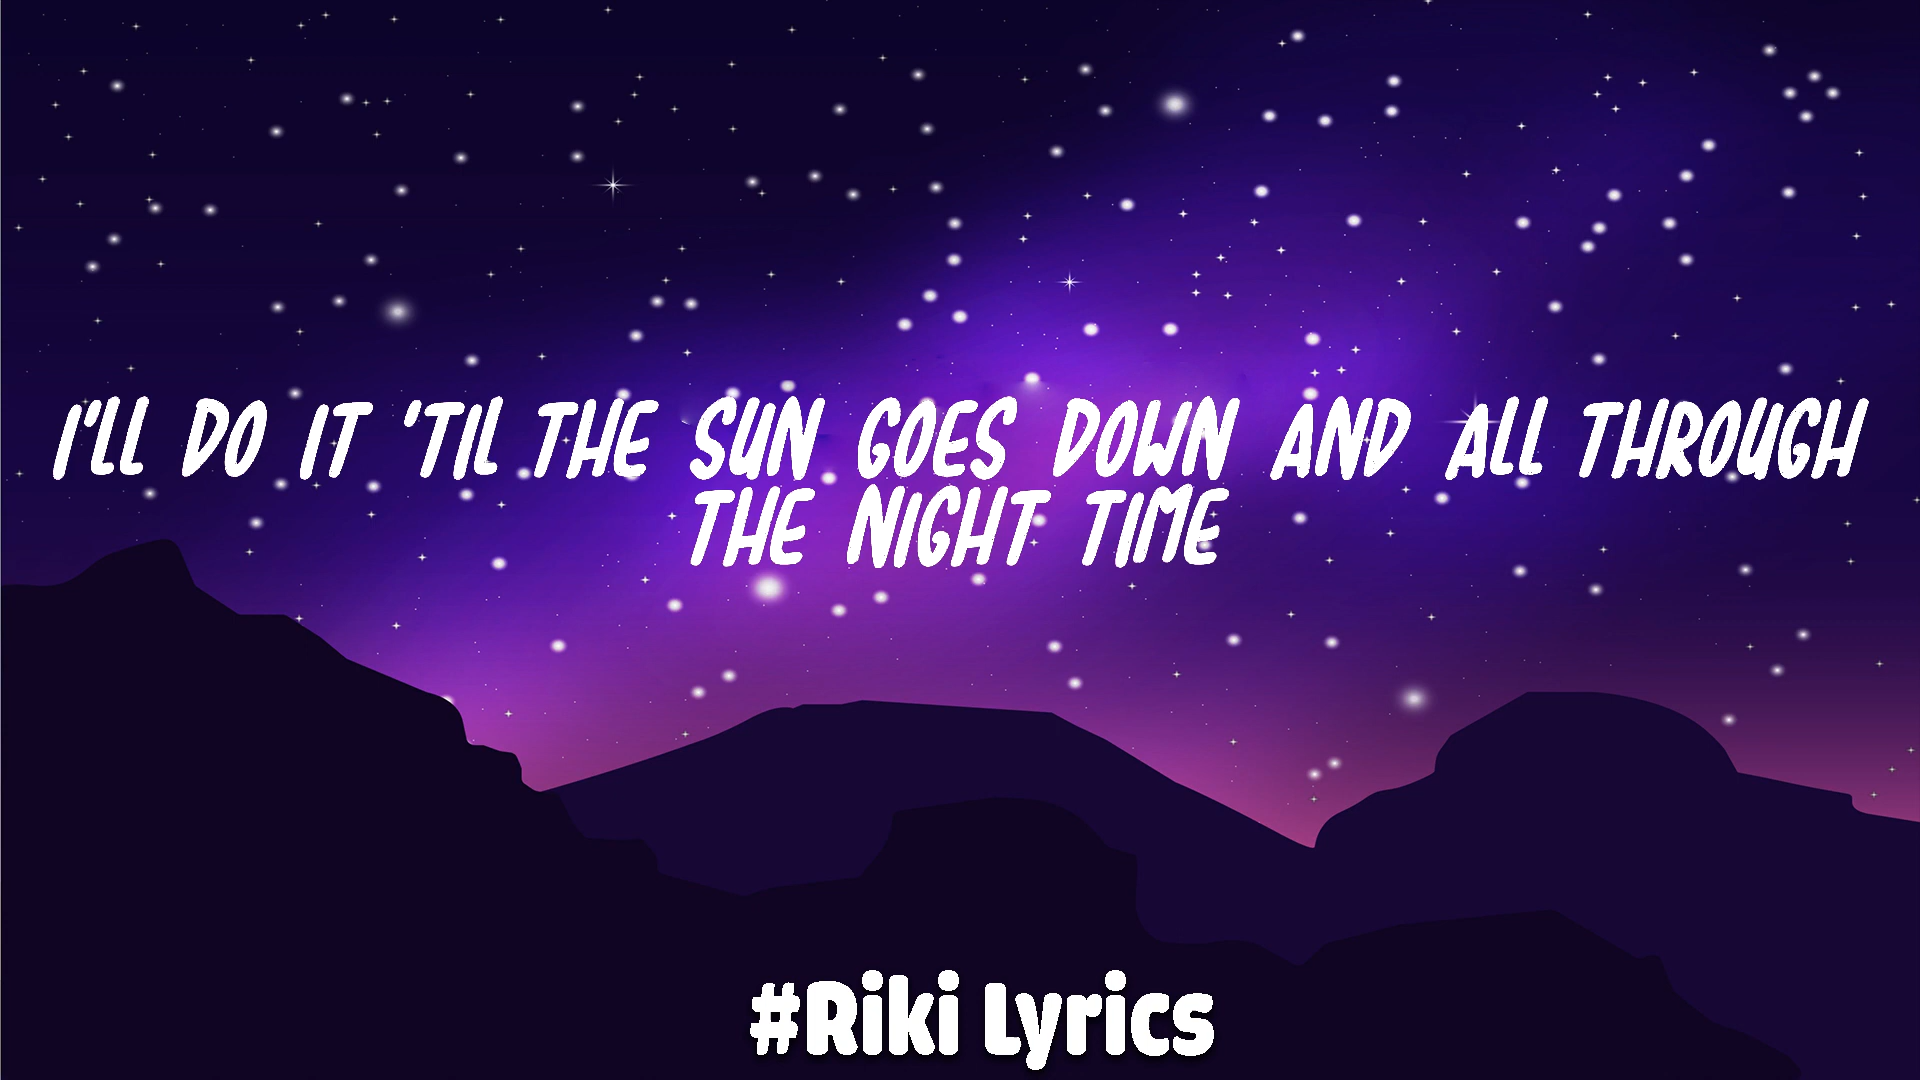 I'LL DO IT 'TIL THE SUN GOES DOWN AND ALL THROUGH
THE NIGHT TIME
#Riki Lyrics